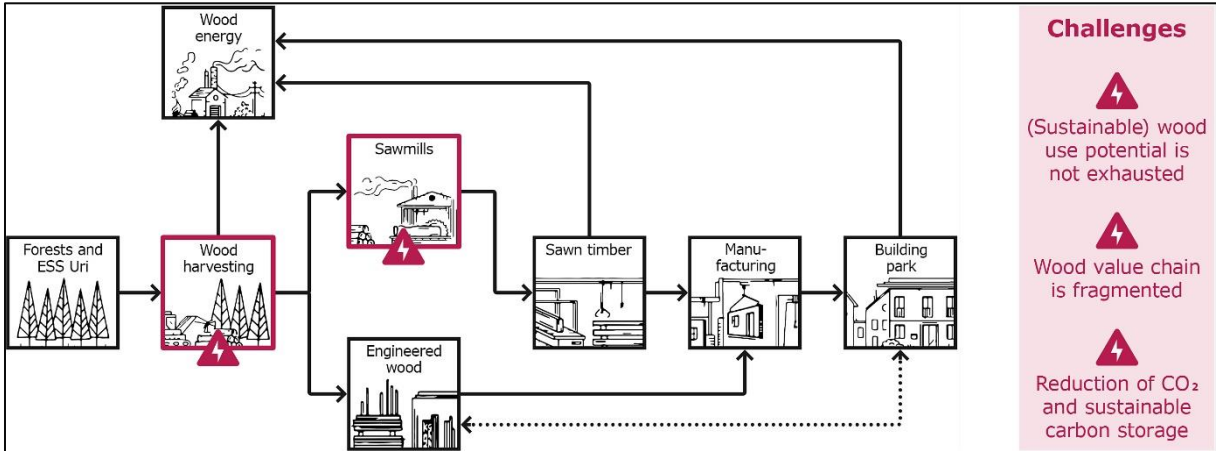 Wood
energy
Sawmills
Forests and
ESS Uri
Wood
harvesting
Sawn timber
Manu-
facturing
Building
park
Engineered
wood
Challenges
(Sustainable) wood
use potential is
not exhausted
Wood value chain
is fragmented
Reduction of CO₂
and sustainable
carbon storage